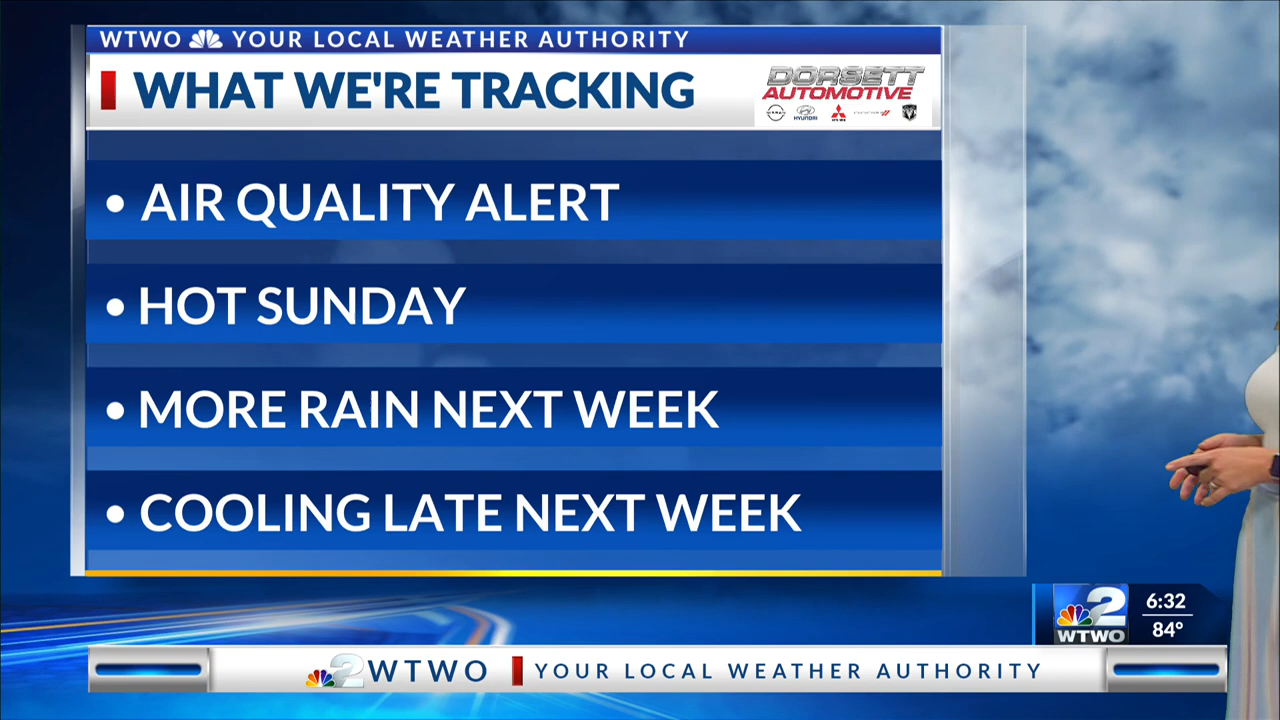 WTWO YOUR LOCAL WEATHER AUTHORITY
WHAT WE'RE TRACKING
DORSETT
AUTOMOTIVE
HYUNDAI
• AIR QUALITY ALERT
• HOT SUNDAY
• MORE RAIN NEXT WEEK
• COOLING LATE NEXT WEEK
2
WTWO
6:32
84°
2 WTWO YOUR LOCAL WEATHER AUTHORITY